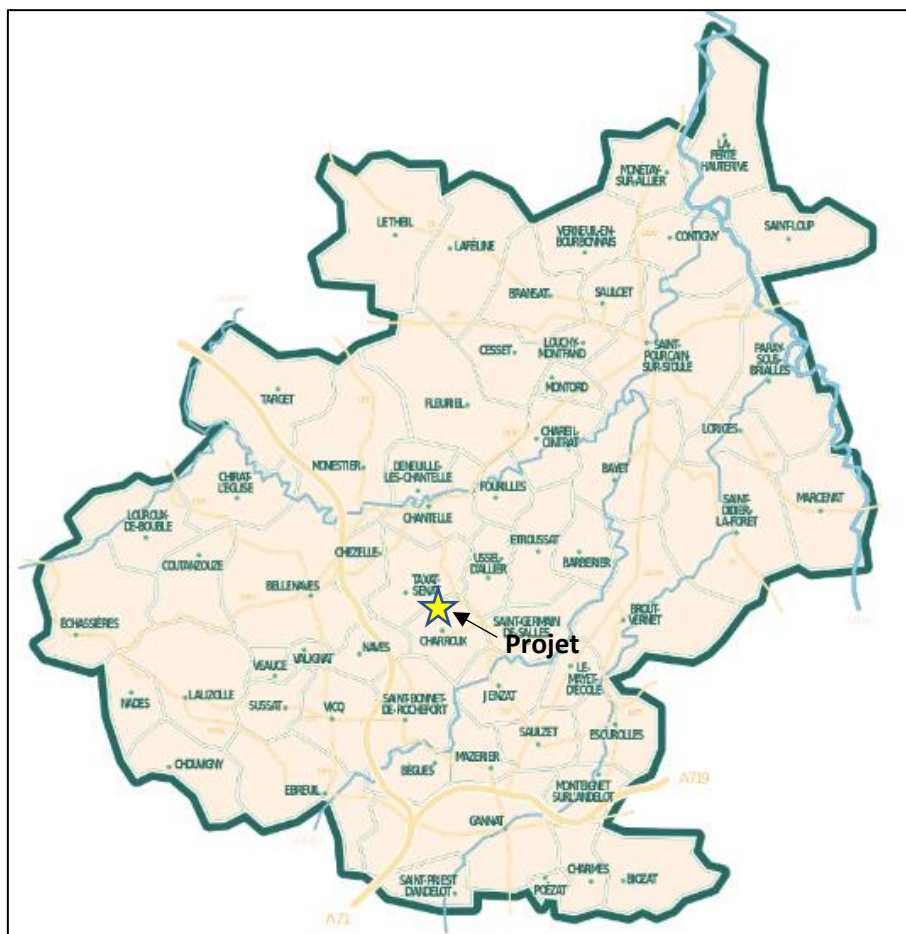 LA-
FERTE
HAUTERIVE
MONETAY-
SUR-ALLIER
LE THEIL
LAFELINE
VERNEUIL-EN-
BOURBONNAIS
CONTIGNY
SAINT-LOUP
BRANSAT
SAULCET
CESSET
LOUCHY-
MONTFAND
SAINT-
POURCAIN-
SUR-SIOULE
PARAY-
SOUS-
BRIAILLES
MONTORD
TARGET
FLEURIEL
CHAREIL-
CINTRAT
LORIGES
MONESTIER
DENEUILLE-
LES-CHANTELLE
BAYET
CHIRAT-
L'EGLISE
FOURILLES
MARCENAT
LOUROUX-
DE-BOUBLE
CHANTELLE
SAINT-
DIDIER-
LA-FORET
COUTANZOUZE
CHEZELLE
ETROUSSAT
USSEL-
D'ALLIER
BARBERIER
BELLENAVES
TAXAT-
SENAT
ÉCHASSIÈRES
SAINT-GERMAIN
DE-SALLES
BROUT-
VERNET
CHARROUX
Projet
VALIGNAT
NAVES
VEAUCE
LE-
MAYET-
D'ECOLE
NADES
LALIZOLLE
SUSSAT
VICQ
SAINT-BONNET-
DE-ROCHEFORT
JENZAT
SAULZET
ESCUROLLES
CHOUVIGNY
BÈGUES
MAZERIER
EBREUIL
MONTEIGNET
SUR L'ANDELOT
A719
GANNAT
SAINT-PRIEST
D'ANDELOT
POËZAT
CHARMES
BIOZAT
A71